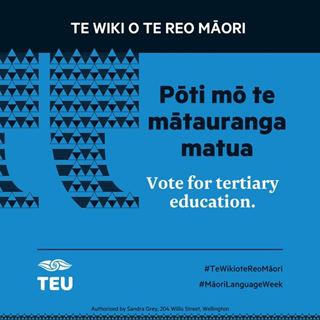 TE WIKI O TE REO MĀORI
Pōti mō te
mātauranga
matua
Vote for tertiary
education.
TEU
#TeWikioteReoMāori
#MāoriLanguageWeek
Authorised by Sandra Grey, 204 Willis Street, Wellington